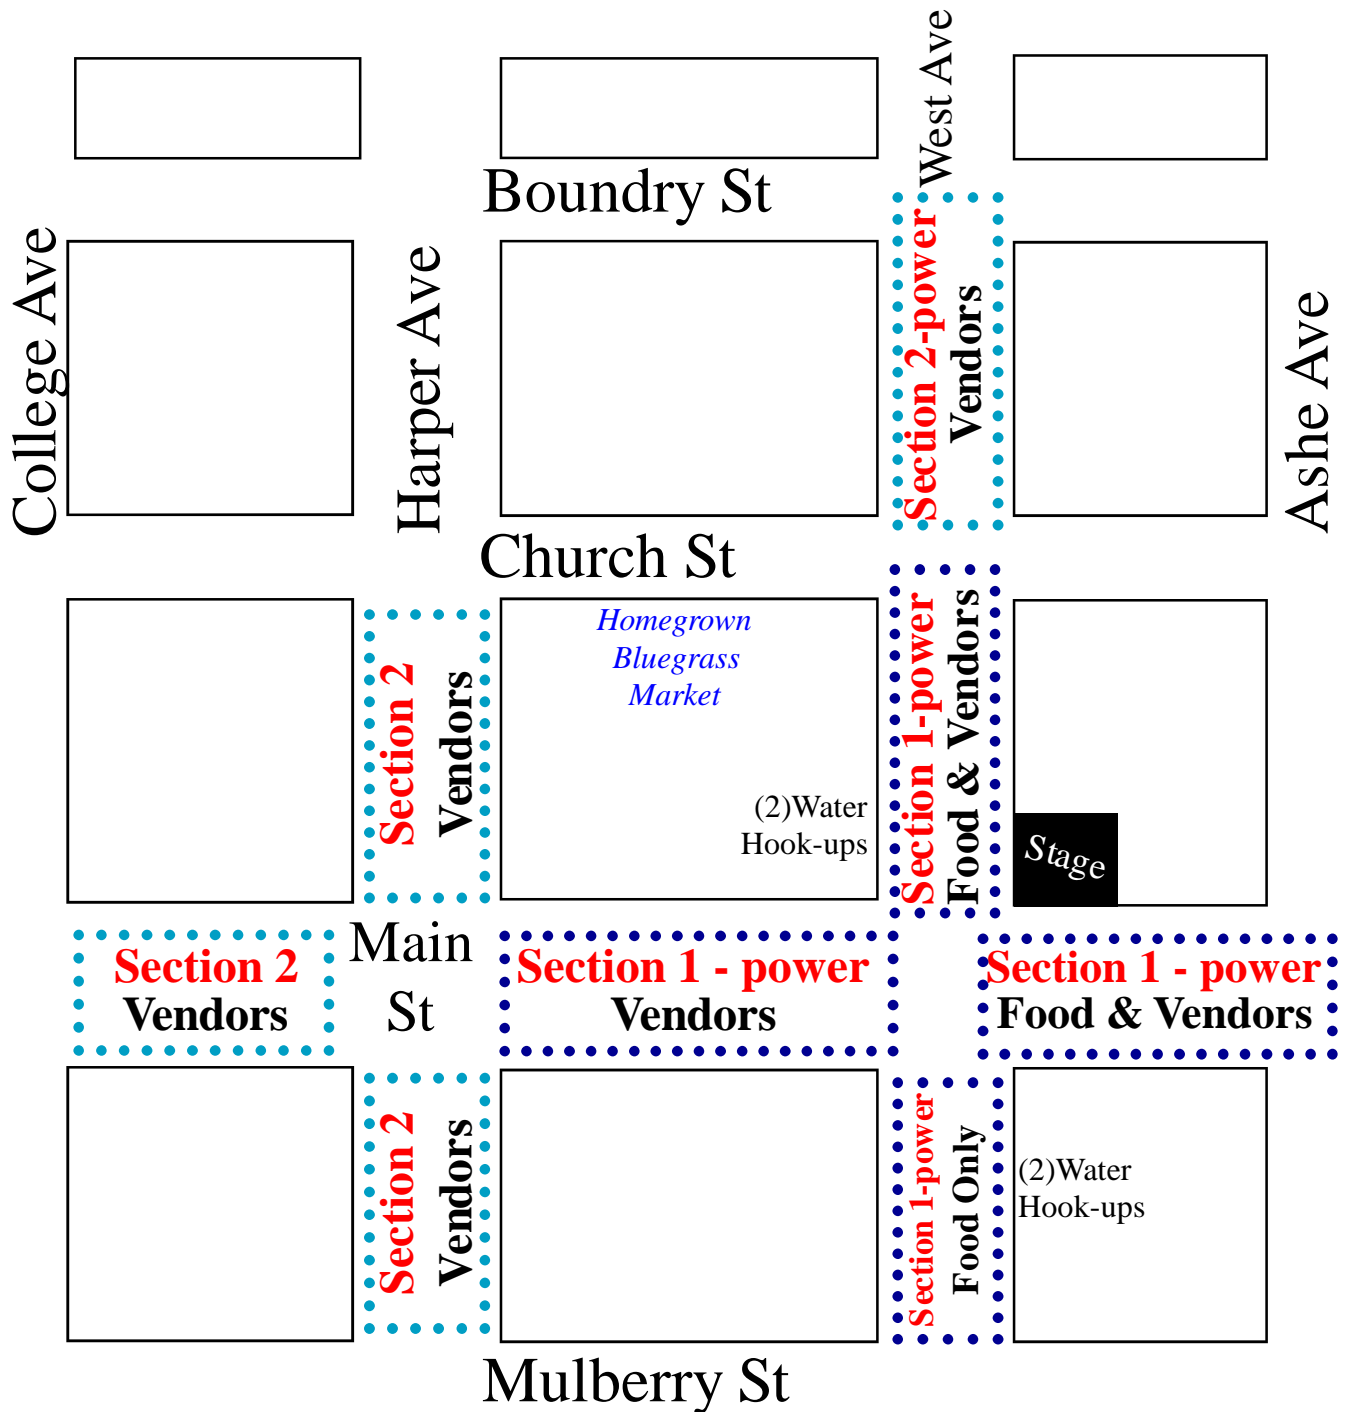 West Ave
Boundry St
College Ave
Harper Ave
Section 2-power
Vendors
Ashe Ave
Church St
Homegrown
Bluegrass
Market
Section 2
Vendors
(2)Water
Hook-ups
Section 1-power
Food & Vendors
Stage
Main
St
Section 2
Vendors
Section 1 - power
Vendors
Section 1 - power
Food & Vendors
Section 2
Vendors
Section 1-power
Food Only
(2)Water
Hook-ups
Mulberry St